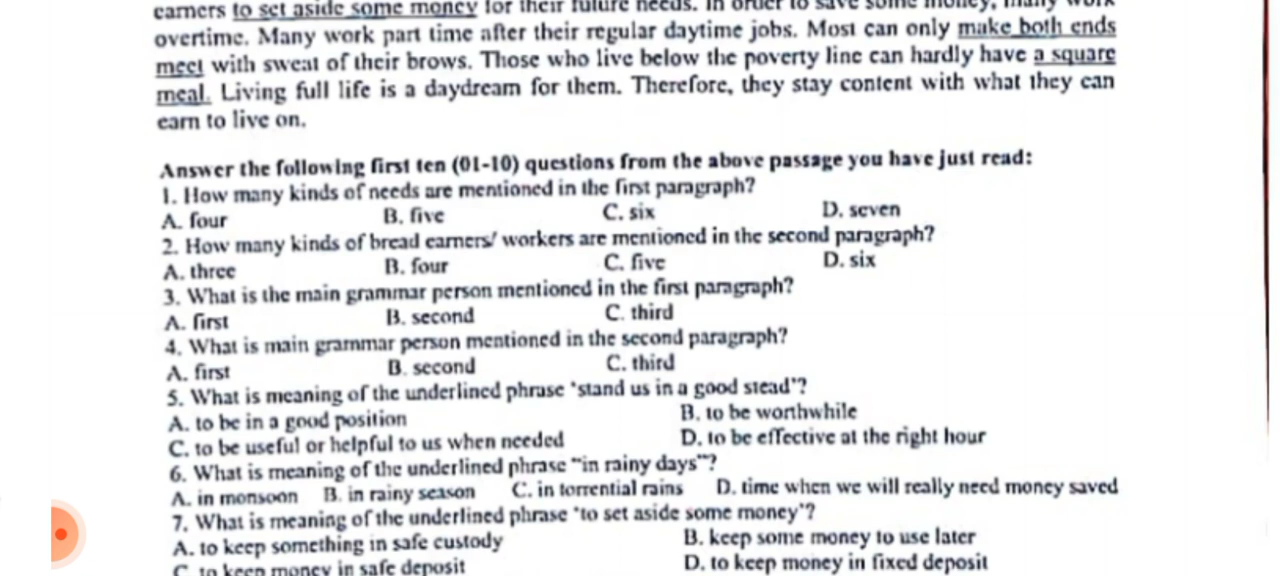 earners to set aside some money for their future needs. In order to save some money, many work
overtime. Many work part time after their regular daytime jobs. Most can only make both ends
meet with sweat of their brows. Those who live below the poverty line can hardly have a square
meal. Living full life is a daydream for them. Therefore, they stay content with what they can
earn to live on.
Answer the following first ten (01-10) questions from the above passage you have just read:
1. How many kinds of needs are mentioned in the first paragraph?
A. four B. five C. six D. seven
2. How many kinds of bread earners/ workers are mentioned in the second paragraph?
A. three B. four C. five D. six
3. What is the main grammar person mentioned in the first paragraph?
A. first B. second C. third
4. What is main grammar person mentioned in the second paragraph?
A. first B. second C. third
5. What is meaning of the underlined phrase 'stand us in a good stead'?
A. to be in a good position B. to be worthwhile
C. to be useful or helpful to us when needed D. to be effective at the right hour
6. What is meaning of the underlined phrase "in rainy days"?
A. in monsoon B. in rainy season C. in torrential rains D. time when we will really need money saved
7. What is meaning of the underlined phrase 'to set aside some money'?
A. to keep something in safe custody B. keep some money to use later
C. to keep money in safe deposit D. to keep money in fixed deposit